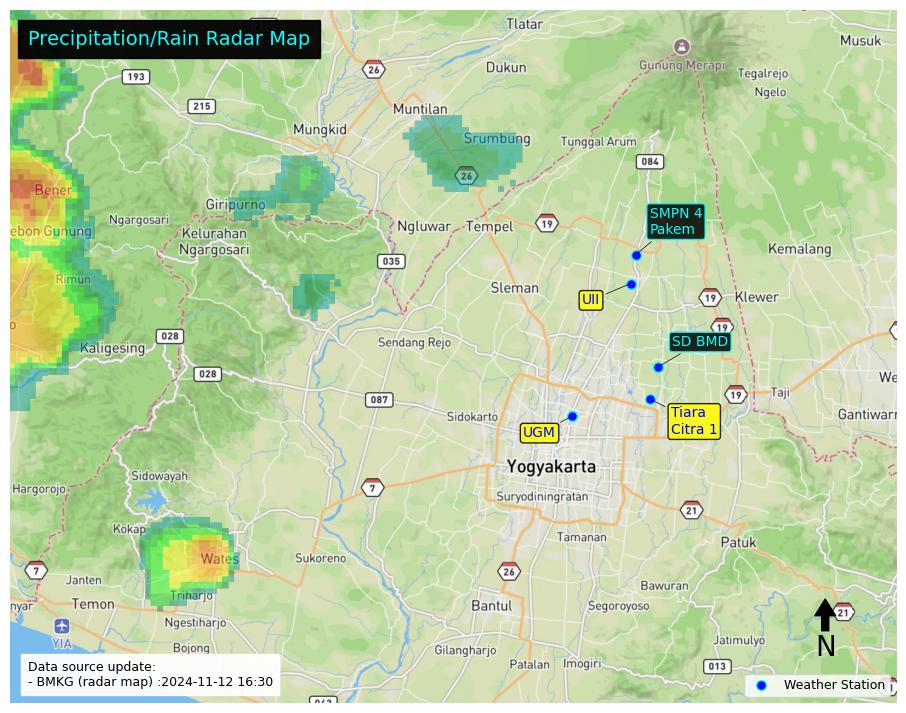 Precipitation/Rain Radar Map
Tlatar
Musuk
193
26
Dukun
Gunung Merapi
Tegalrejo
Ngelo
215
Muntilan
Mungkid
Srumbung
Tunggal Arum
084
26
Bener
Giripurno
Ngargosari
SMPN 4
Pakem
ebon Gunung
Kelurahan
Ngargosari
Ngluwar
Tempel
19
Kemalang
035
Rimun
Sleman
UII
19
Klewer
19
028
Kaligesing
Sendang Rejo
SD BMD
028
We
087
19
Taji
Sidokarto
UGM
Tiara
Citra 1
Gantiwarn
Yogyakarta
Sidowayah
Hargorojo
7
Suryodiningratan
21
Kokap
Tamanan
Patuk
Wates
Sukoreno
7
Janten
26
Bawuran
Triharjo
nyar
Temon
Bantul
Segoroyoso
21
Ngestiharjo
YIA
Bojong
Gilangharjo
Jatimulyo
N
Patalan
Imogiri
013
Data source update:
- BMKG (radar map) :2024-11-12 16:30
Weather Station